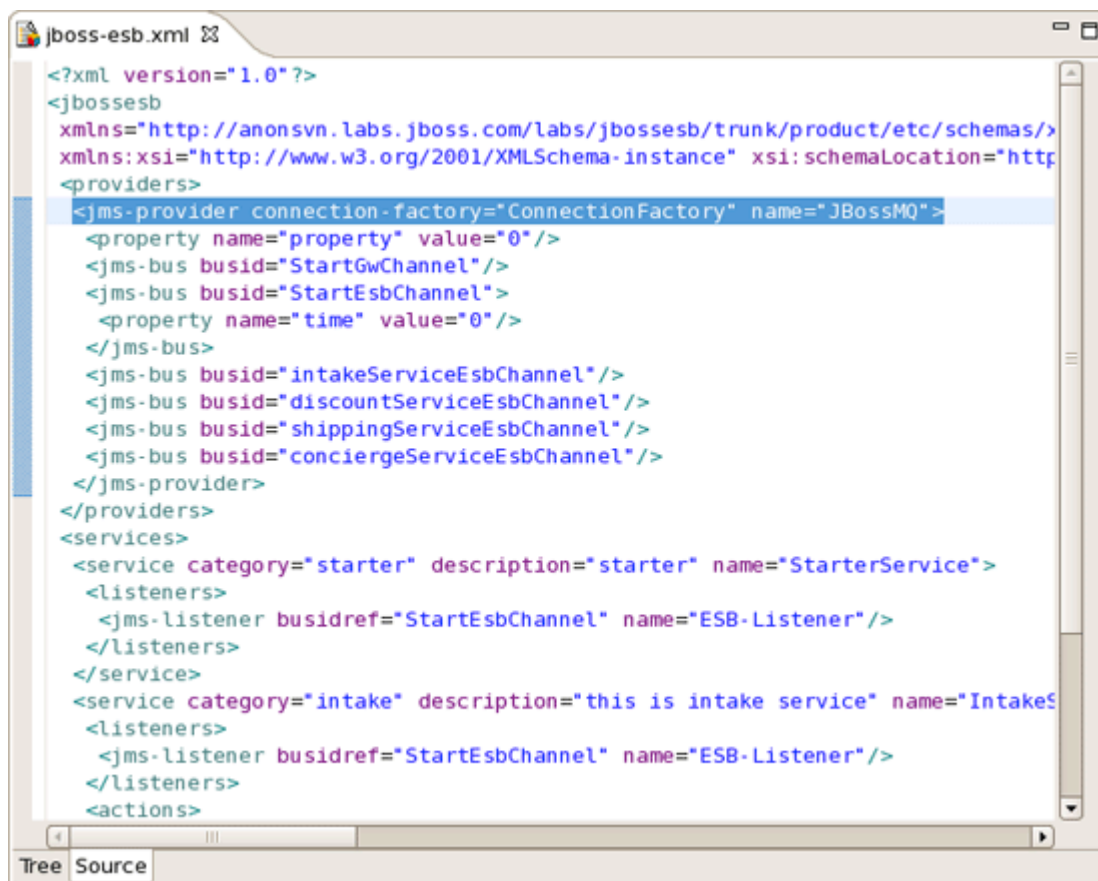 jboss-esb.xml
<?xml version="1.0"?>
<jbossesb
xmlns="http://anonsvn.labs.jboss.com/labs/jbossesb/trunk/product/etc/schemas/x
xmlns:xsi="http://www.w3.org/2001/XMLSchema-instance" xsi:schemaLocation="http
<providers>
<jms-provider connection-factory="ConnectionFactory" name="JBossMQ">
<property name="property" value="0"/>
<jms-bus busid="StartGwChannel"/>
<jms-bus busid="StartEsbChannel">
<property name="time" value="0"/>
</jms-bus>
<jms-bus busid="intakeServiceEsbChannel"/>
<jms-bus busid="discountServiceEsbChannel"/>
<jms-bus busid="shippingServiceEsbChannel"/>
<jms-bus busid="conciergeServiceEsbChannel"/>
</jms-provider>
</providers>
<services>
<service category="starter" description="starter" name="StarterService">
<listeners>
<jms-listener busidref="StartEsbChannel" name="ESB-Listener"/>
</listeners>
</service>
<service category="intake" description="this is intake service" name="IntakeS
<listeners>
<jms-listener busidref="StartEsbChannel" name="ESB-Listener"/>
</listeners>
<actions>
Tree Source